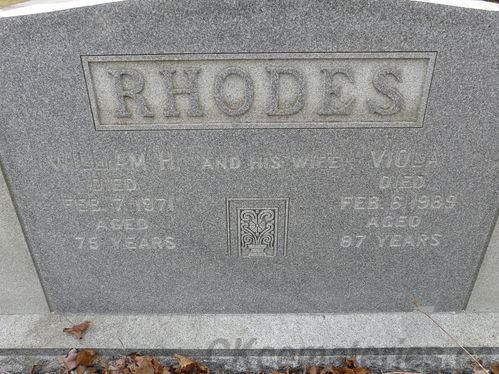 RHODES
WILLIAM H. AND HIS WIFE VIOLA
DIED DIED
FEB. 7, 1971 FEB. 6, 1989
AGED AGED
75 YEARS 87 YEARS